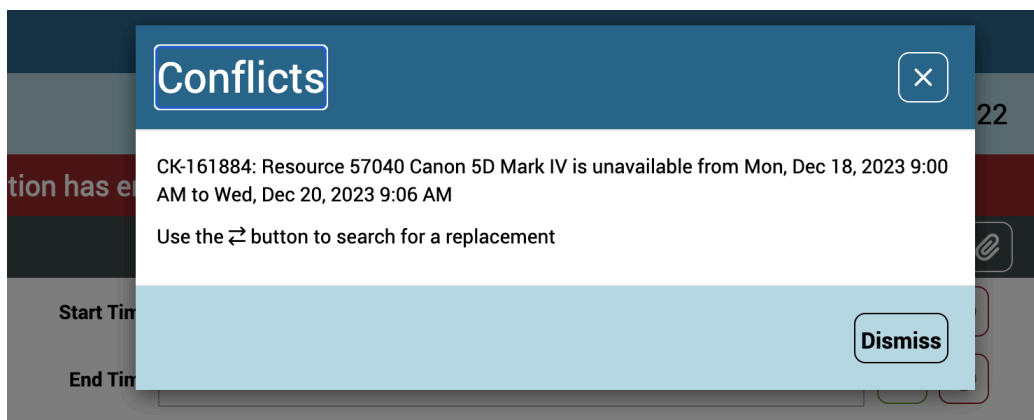 Conflicts
22
tion has e
CK-161884: Resource 57040 Canon 5D Mark IV is unavailable from Mon, Dec 18, 2023 9:00
AM to Wed, Dec 20, 2023 9:06 AM
Use the ⇄ button to search for a replacement
Start Tim
Dismiss
End Tim